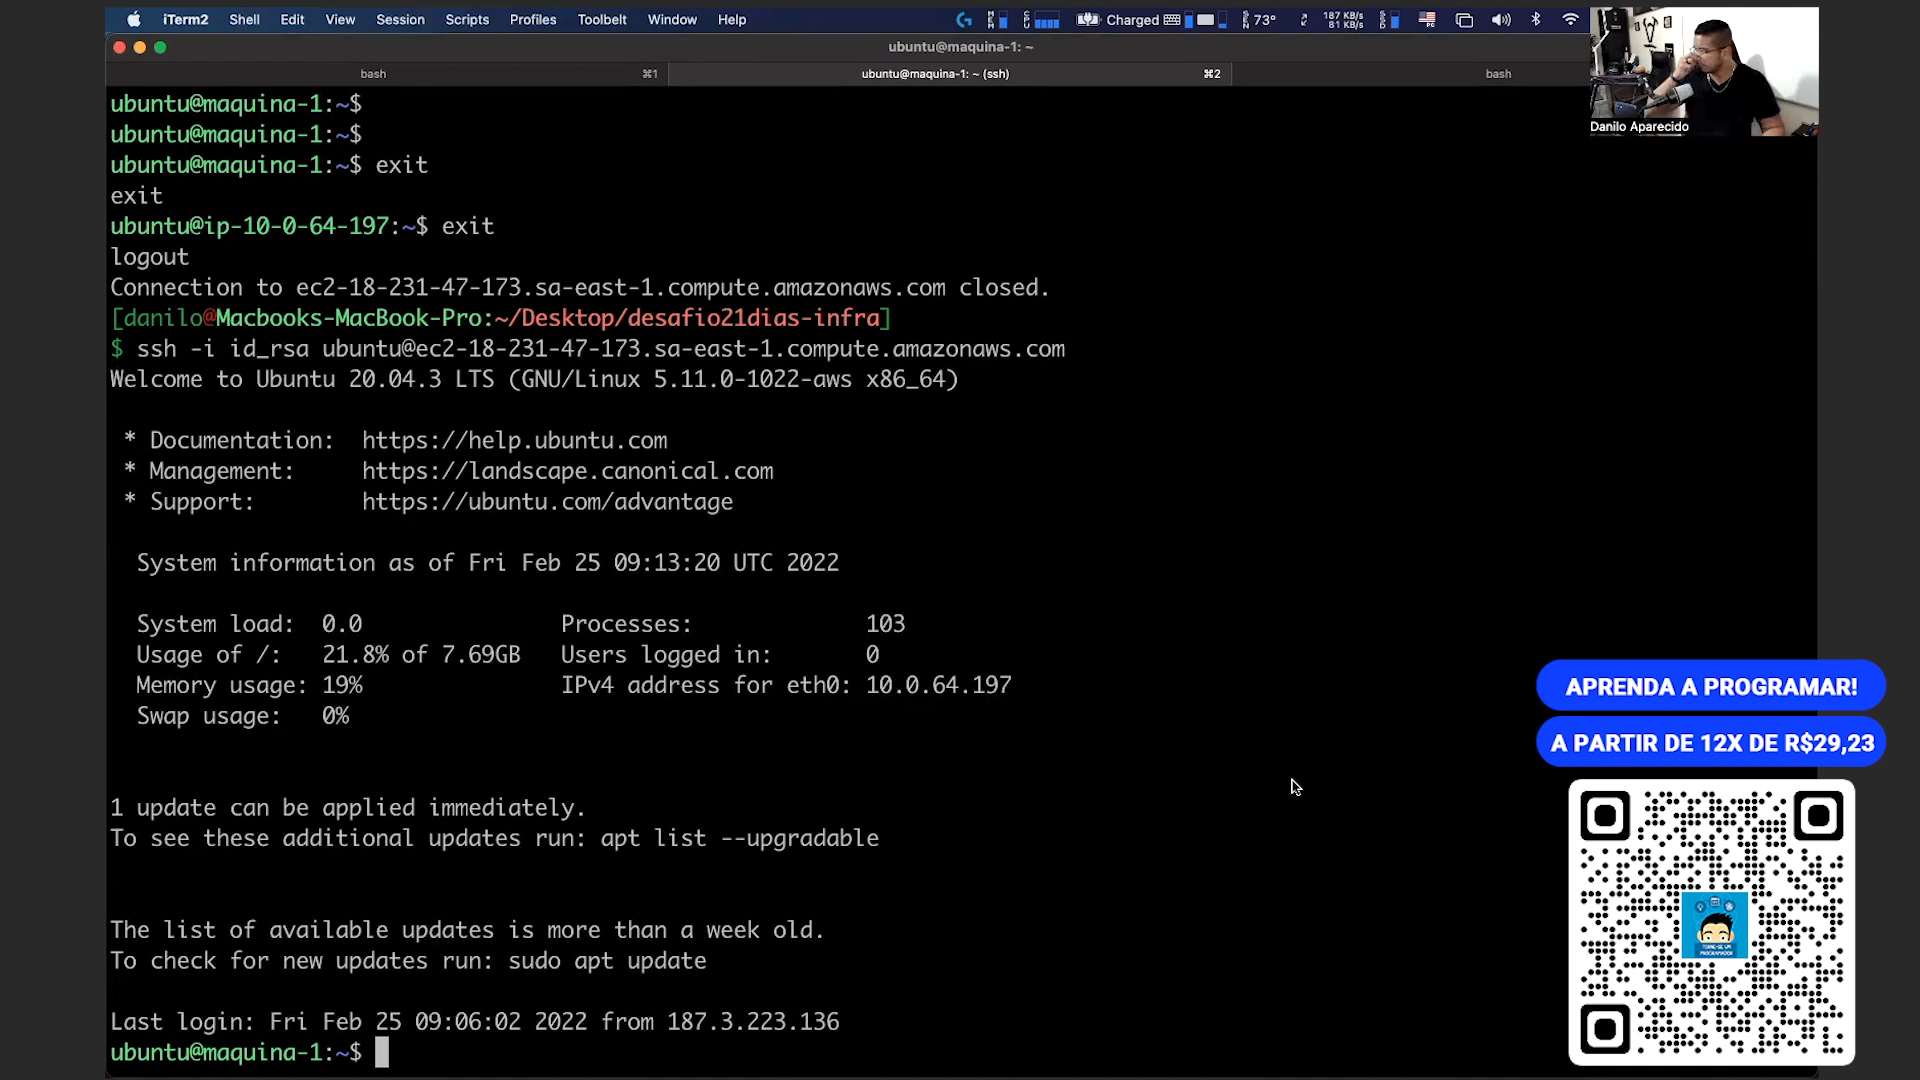 iTerm2 Shell Edit View Session Scripts Profiles Toolbelt Window Help Charged 73° 187 KB/s 81 KB/s
ubuntu@maquina-1: ~
bash ⌘1 ubuntu@maquina-1: ~ (ssh) ⌘2 bash
Danilo Aparecido
ubuntu@maquina-1:~$
ubuntu@maquina-1:~$
ubuntu@maquina-1:~$ exit
exit
ubuntu@ip-10-0-64-197:~$ exit
logout
Connection to ec2-18-231-47-173.sa-east-1.compute.amazonaws.com closed.
[danilo@Macbooks-MacBook-Pro:~/Desktop/desafio21dias-infra]
$ ssh -i id_rsa ubuntu@ec2-18-231-47-173.sa-east-1.compute.amazonaws.com
Welcome to Ubuntu 20.04.3 LTS (GNU/Linux 5.11.0-1022-aws x86_64)
* Documentation: https://help.ubuntu.com
* Management: https://landscape.canonical.com
* Support: https://ubuntu.com/advantage
System information as of Fri Feb 25 09:13:20 UTC 2022
System load: 0.0 Processes: 103
Usage of /: 21.8% of 7.69GB Users logged in: 0
Memory usage: 19% IPv4 address for eth0: 10.0.64.197
Swap usage: 0%
1 update can be applied immediately.
To see these additional updates run: apt list --upgradable
The list of available updates is more than a week old.
To check for new updates run: sudo apt update
Last login: Fri Feb 25 09:06:02 2022 from 187.3.223.136
ubuntu@maquina-1:~$
APRENDA A PROGRAMAR!
A PARTIR DE 12X DE R$29,23
TORNE-SE UM
PROGRAMADOR